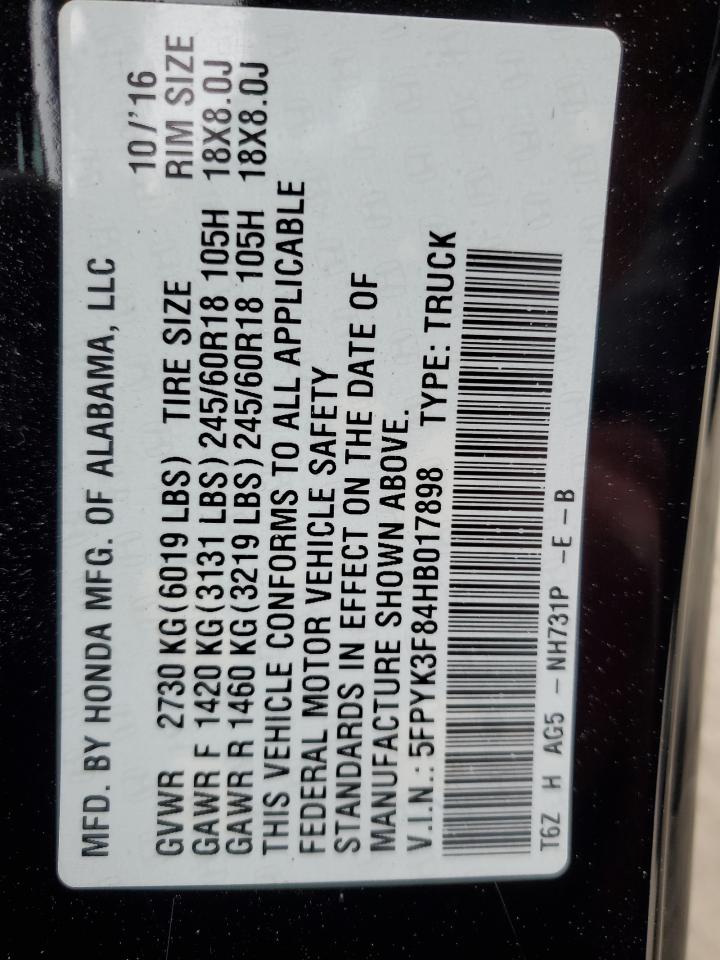 MFD. BY HONDA MFG. OF ALABAMA, LLC 10/'16
GVWR 2730 KG(6019 LBS) TIRE SIZE RIM SIZE
GAWR F 1420 KG(3131 LBS)245/60R18 105H 18X8.0J
GAWR R 1460 KG(3219 LBS)245/60R18 105H 18X8.0J
THIS VEHICLE CONFORMS TO ALL APPLICABLE
FEDERAL MOTOR VEHICLE SAFETY
STANDARDS IN EFFECT ON THE DATE OF
MANUFACTURE SHOWN ABOVE.
V.I.N.: 5FPYK3F84HB017898 TYPE: TRUCK
T6Z H AG5 - NH731P -E -B